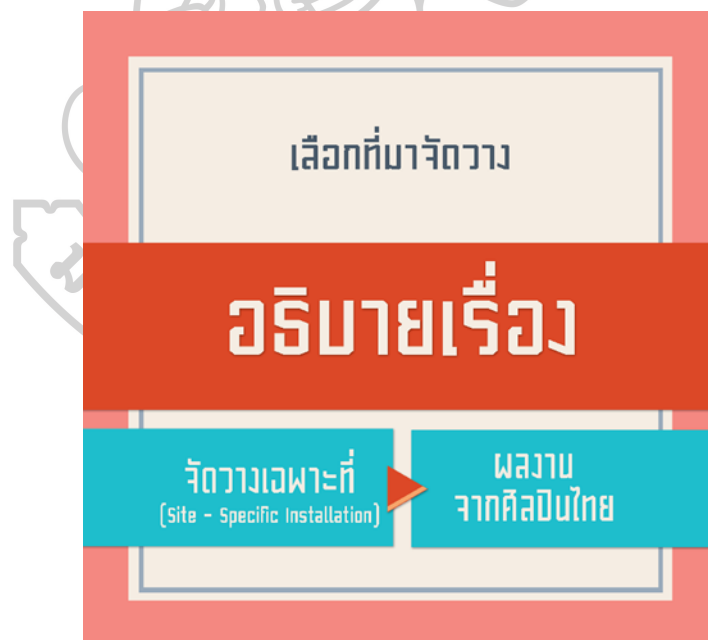 เลือกที่มาจัดวาง
อธิบายเรื่อง
จัดวางเฉพาะที่
(Site - Specific Installation)
ผลงาน
จากศิลปินไทย